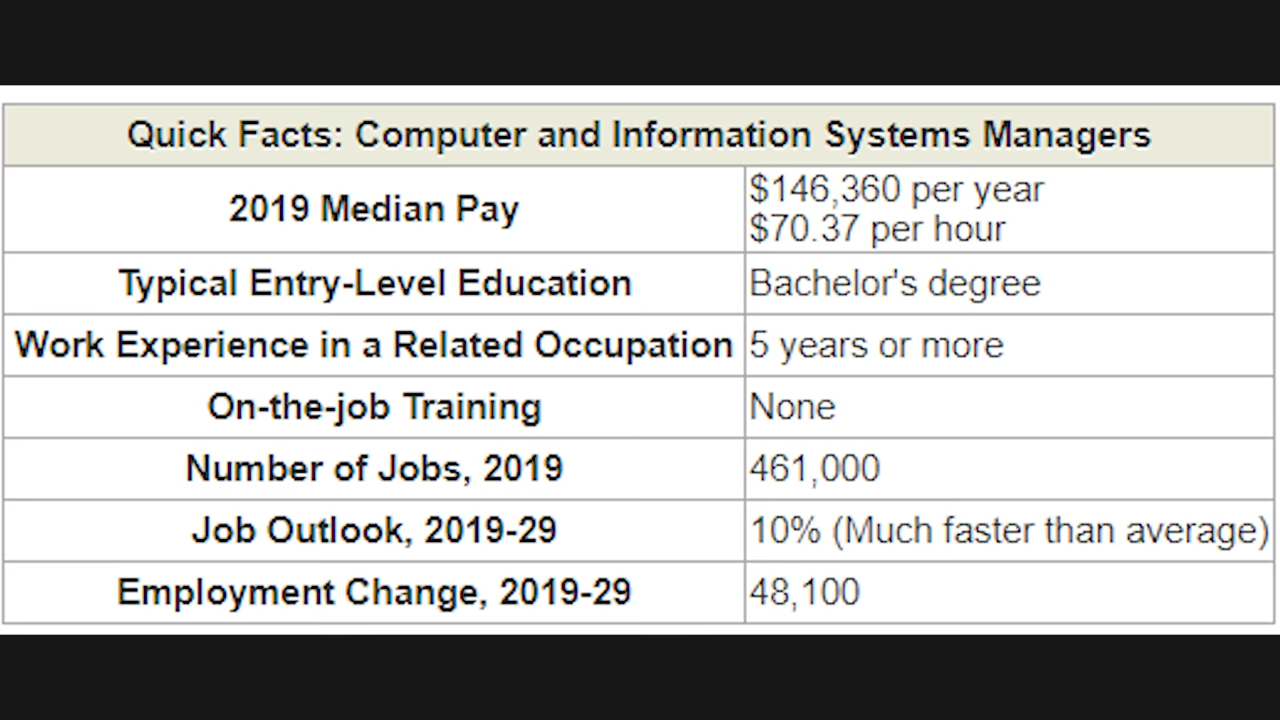 Quick Facts: Computer and Information Systems Managers
2019 Median Pay
$146,360 per year
$70.37 per hour
Typical Entry-Level Education
Bachelor's degree
Work Experience in a Related Occupation
5 years or more
On-the-job Training
None
Number of Jobs, 2019
461,000
Job Outlook, 2019-29
10% (Much faster than average)
Employment Change, 2019-29
48,100